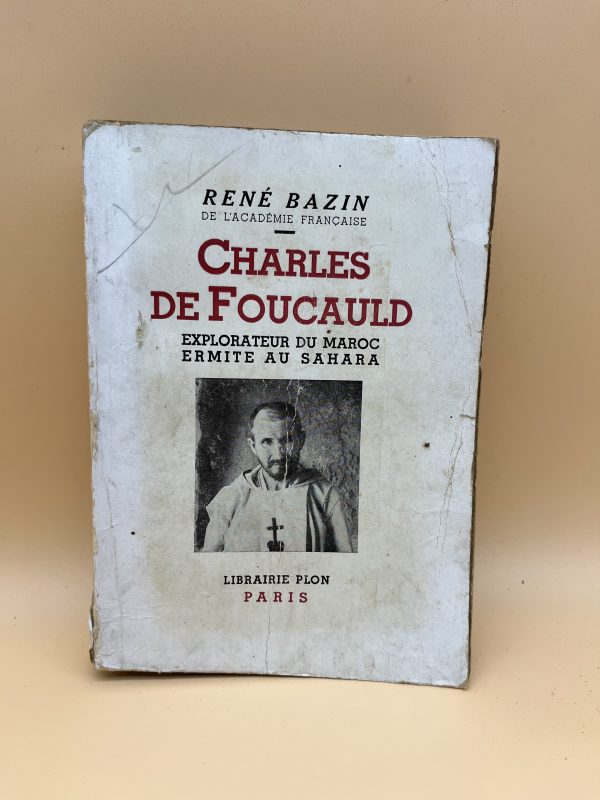 RENÉ BAZIN
DE L'ACADÉMIE FRANÇAISE
CHARLES
DE FOUCAULD
EXPLORATEUR DU MAROC
ERMITE AU SAHARA
LIBRAIRIE PLON
PARIS